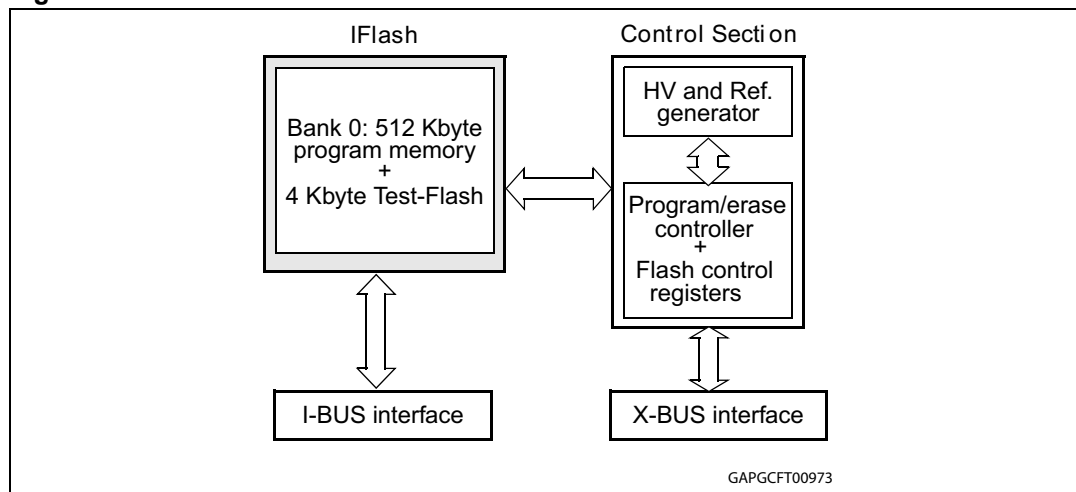 IFlash
Control Section
Bank 0: 512 Kbyte
program memory
+
4 Kbyte Test-Flash
HV and Ref.
generator
Program/erase
controller
+
Flash control
registers
I-BUS interface
X-BUS interface
GAPGCFT00973